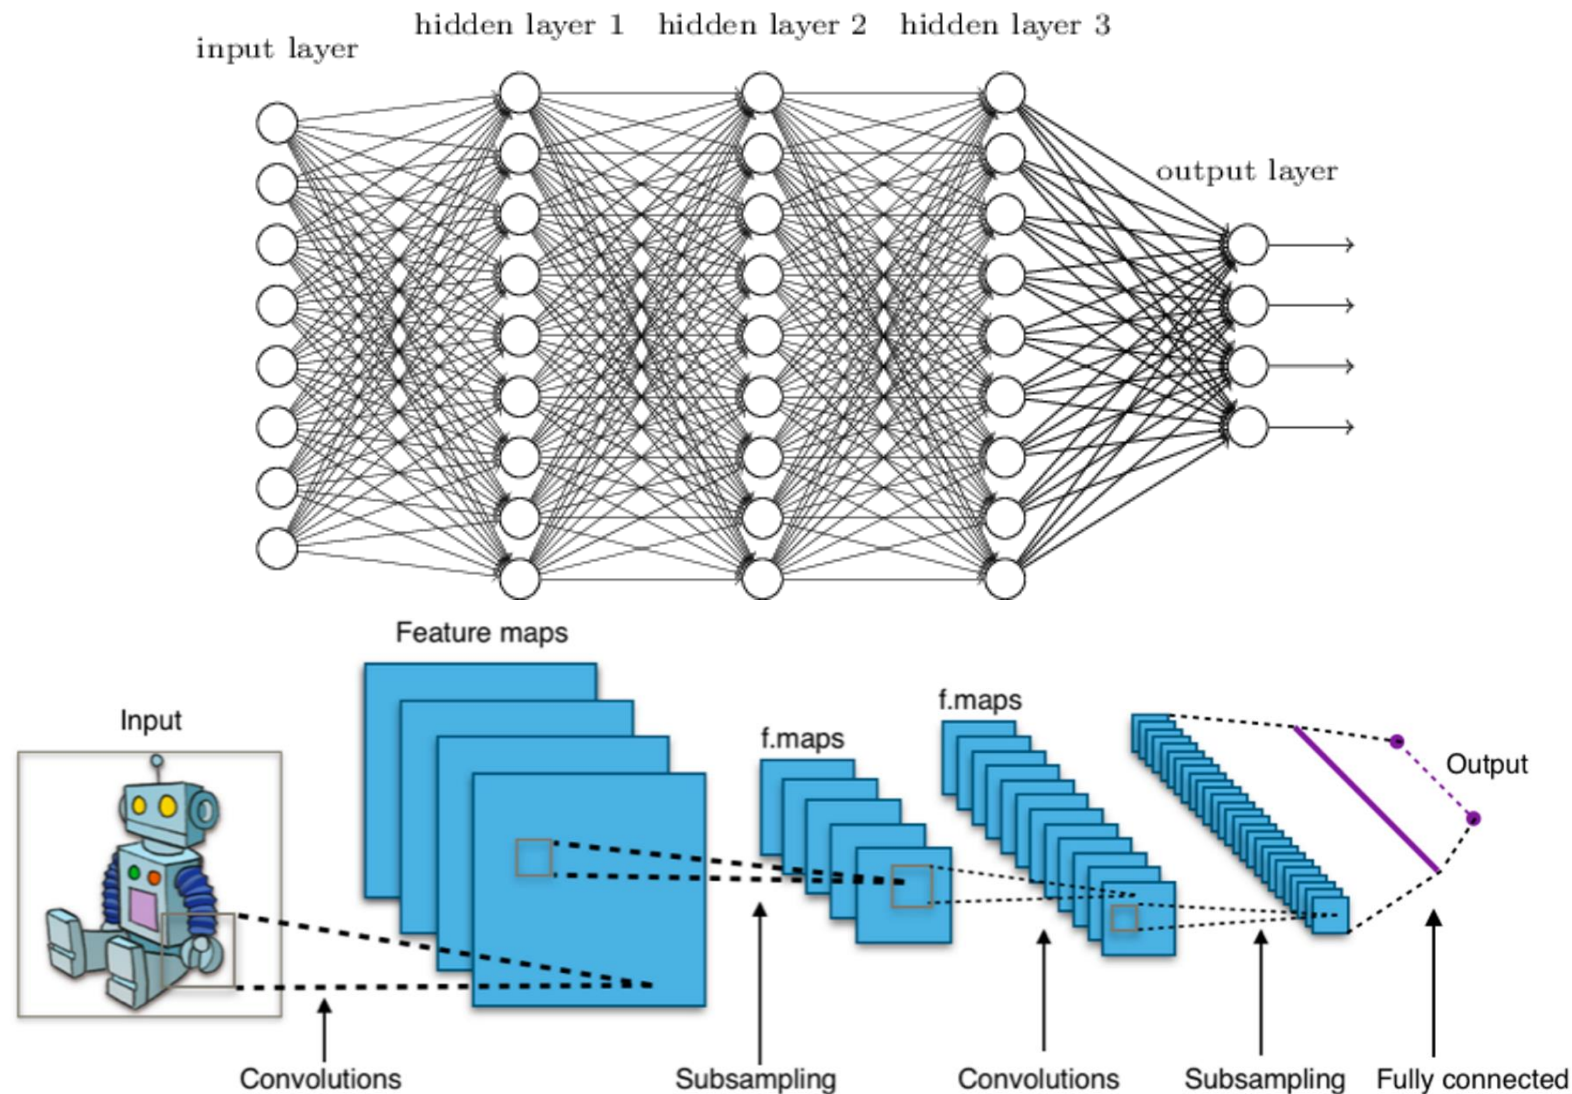 input layer
hidden layer 1
hidden layer 2
hidden layer 3
output layer
Feature maps
Input
f.maps
f.maps
Output
Convolutions
Subsampling
Convolutions
Subsampling
Fully connected